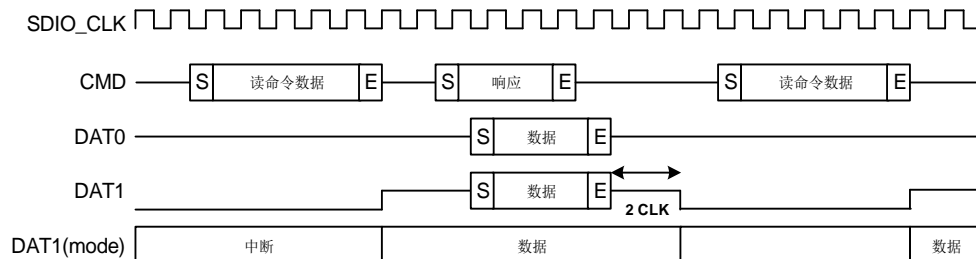 SDIO_CLK
CMD S 读命令数据 E S 响应 E S 读命令数据 E
DAT0 S 数据 E
DAT1 S 数据 E
2 CLK
DAT1(mode) 中断 数据 数据